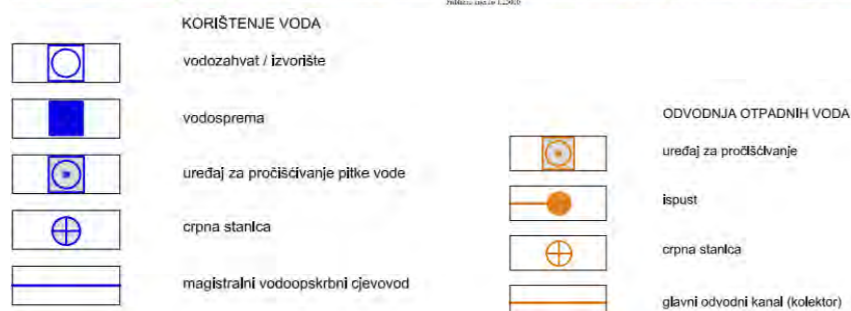 KORIŠTENJE VODA
vodozahvat / izvorište
vodosprema
uređaj za pročišćivanje pitke vode
crpna stanica
magistralni vodoopskrbni cjevovod
ODVODNJA OTPADNIH VODA
uređaj za pročišćivanje
ispust
crpna stanica
glavni odvodni kanal (kolektor)